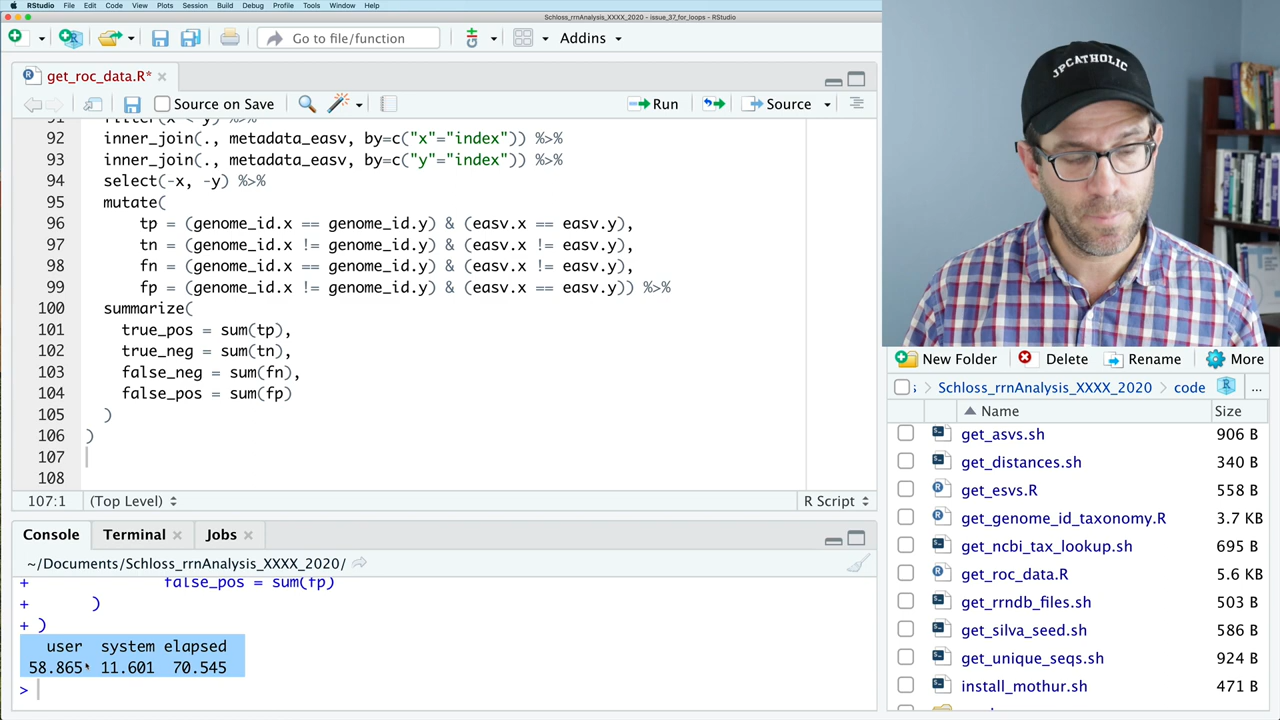 RStudio File Edit Code View Plots Session Build Debug Profile Tools Window Help
Schloss_rrnAnalysis_XXXX_2020 - issue_37_for_loops - RStudio
Go to file/function
Addins
get_roc_data.R*
Source on Save
Run
Source
91 filter(x < y) %>%
92 inner_join(., metadata_easv, by=c("x"="index")) %>%
93 inner_join(., metadata_easv, by=c("y"="index")) %>%
94 select(-x, -y) %>%
95 mutate(
96 tp = (genome_id.x == genome_id.y) & (easv.x == easv.y),
97 tn = (genome_id.x != genome_id.y) & (easv.x != easv.y),
98 fn = (genome_id.x == genome_id.y) & (easv.x != easv.y),
99 fp = (genome_id.x != genome_id.y) & (easv.x == easv.y)) %>%
100 summarize(
101 true_pos = sum(tp),
102 true_neg = sum(tn),
103 false_neg = sum(fn),
104 false_pos = sum(fp)
105 )
106 )
107
108
107:1 (Top Level) R Script
Console Terminal Jobs
~/Documents/Schloss_rrnAnalysis_XXXX_2020/
+ false_pos = sum(fp)
+ )
+ )
user system elapsed
58.865 11.601 70.545
>
JPCATHOLIC
New Folder Delete Rename More
s > Schloss_rrnAnalysis_XXXX_2020 > code ...
Name Size
get_asvs.sh 906 B
get_distances.sh 340 B
get_esvs.R 558 B
get_genome_id_taxonomy.R 3.7 KB
get_ncbi_tax_lookup.sh 695 B
get_roc_data.R 5.6 KB
get_rrndb_files.sh 503 B
get_silva_seed.sh 586 B
get_unique_seqs.sh 924 B
install_mothur.sh 471 B